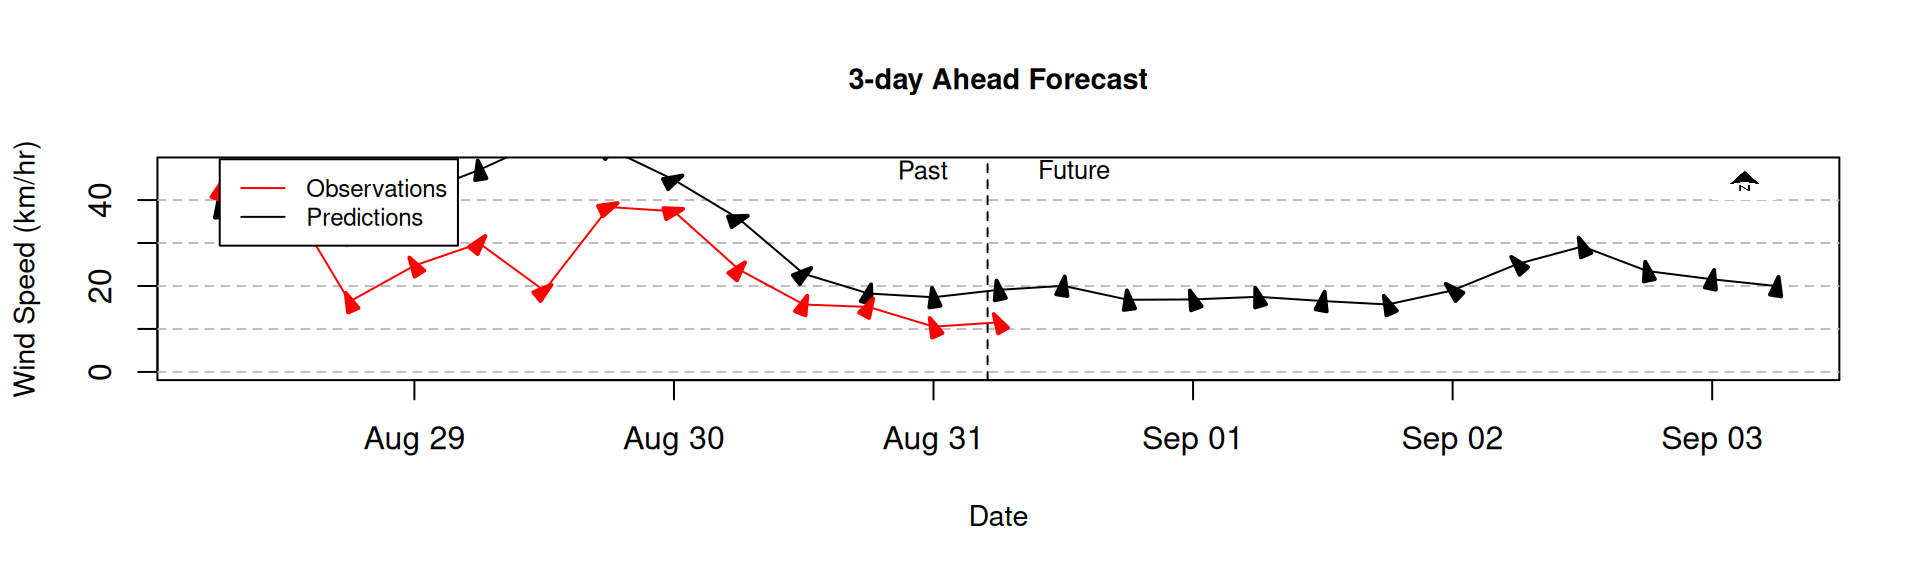 3-day Ahead Forecast
Wind Speed (km/hr)
40
20
0
Observations
Predictions
Past
Future
N
Aug 29
Aug 30
Aug 31
Sep 01
Sep 02
Sep 03
Date